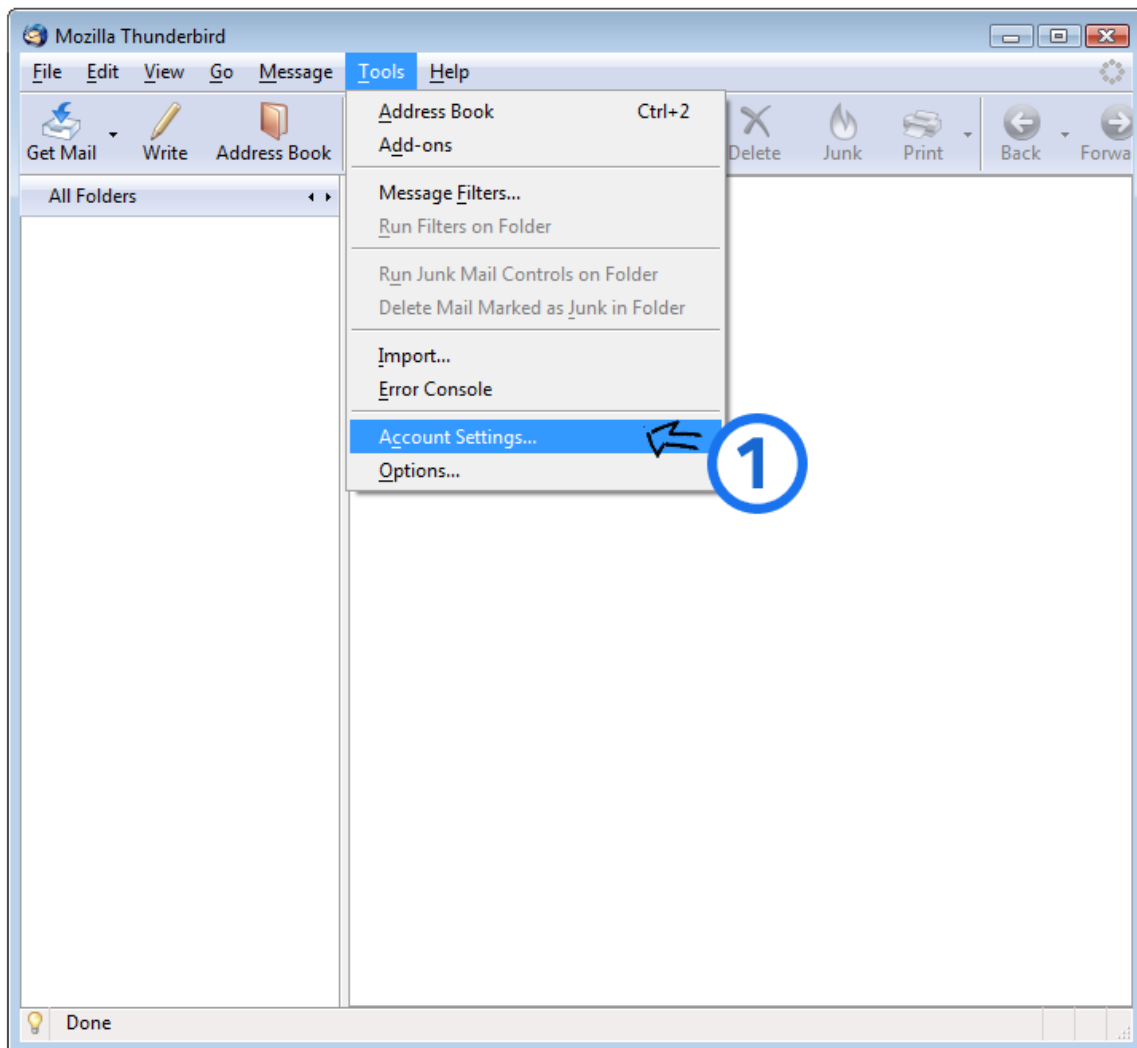 Mozilla Thunderbird
File Edit View Go Message Tools Help
Get Mail Write Address Book Delete Junk Print Back Forwa
All Folders
Address Book Ctrl+2
Add-ons
Message Filters...
Run Filters on Folder
Run Junk Mail Controls on Folder
Delete Mail Marked as Junk in Folder
Import...
Error Console
Account Settings...
1
Options...
Done